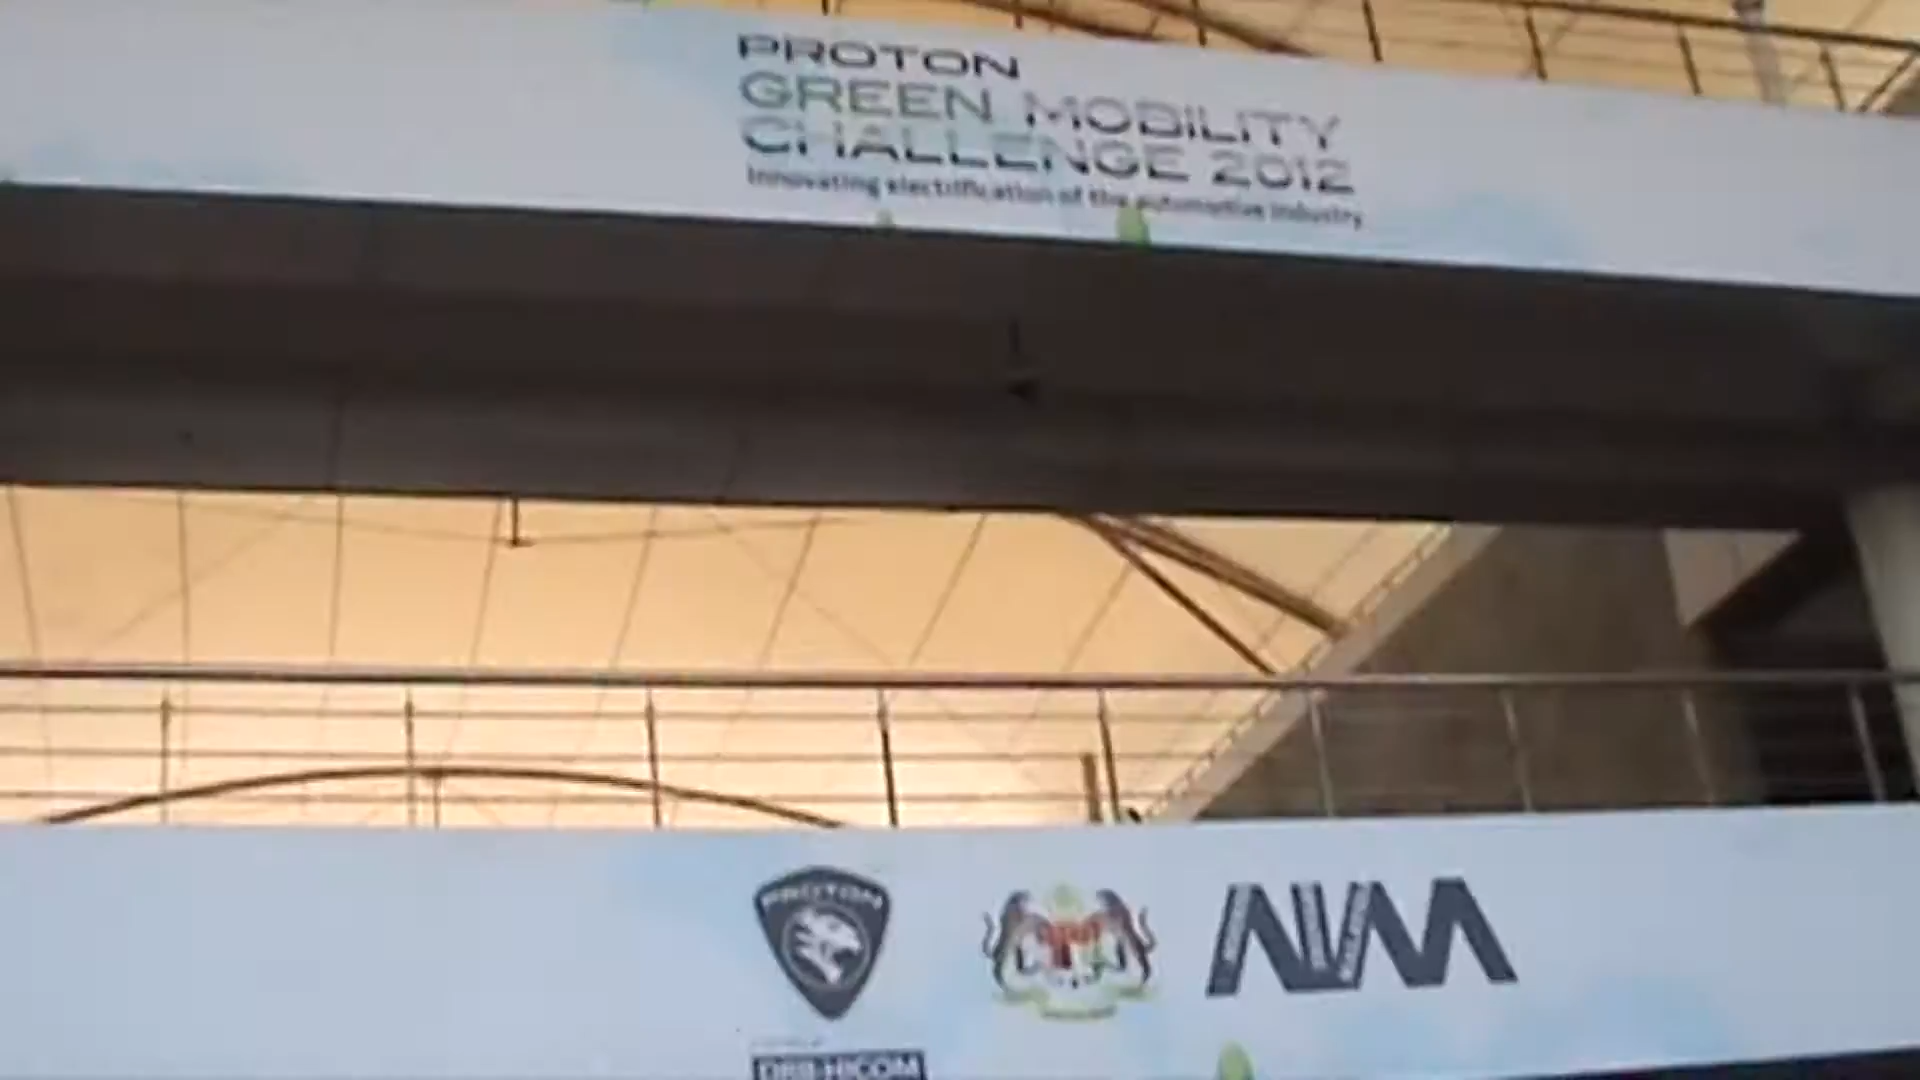 PROTON
GREEN MOBILITY
CHALLENGE 2012
Innovating electrification of the automotive industry
PROTON
AIM
DRB-HICOM